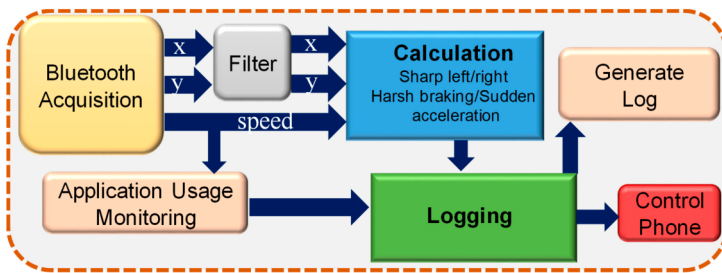 Bluetooth
Acquisition
x
y
Filter
x
y
speed
Calculation
Sharp left/right
Harsh braking/Sudden
acceleration
Generate
Log
Application Usage
Monitoring
Logging
Control
Phone